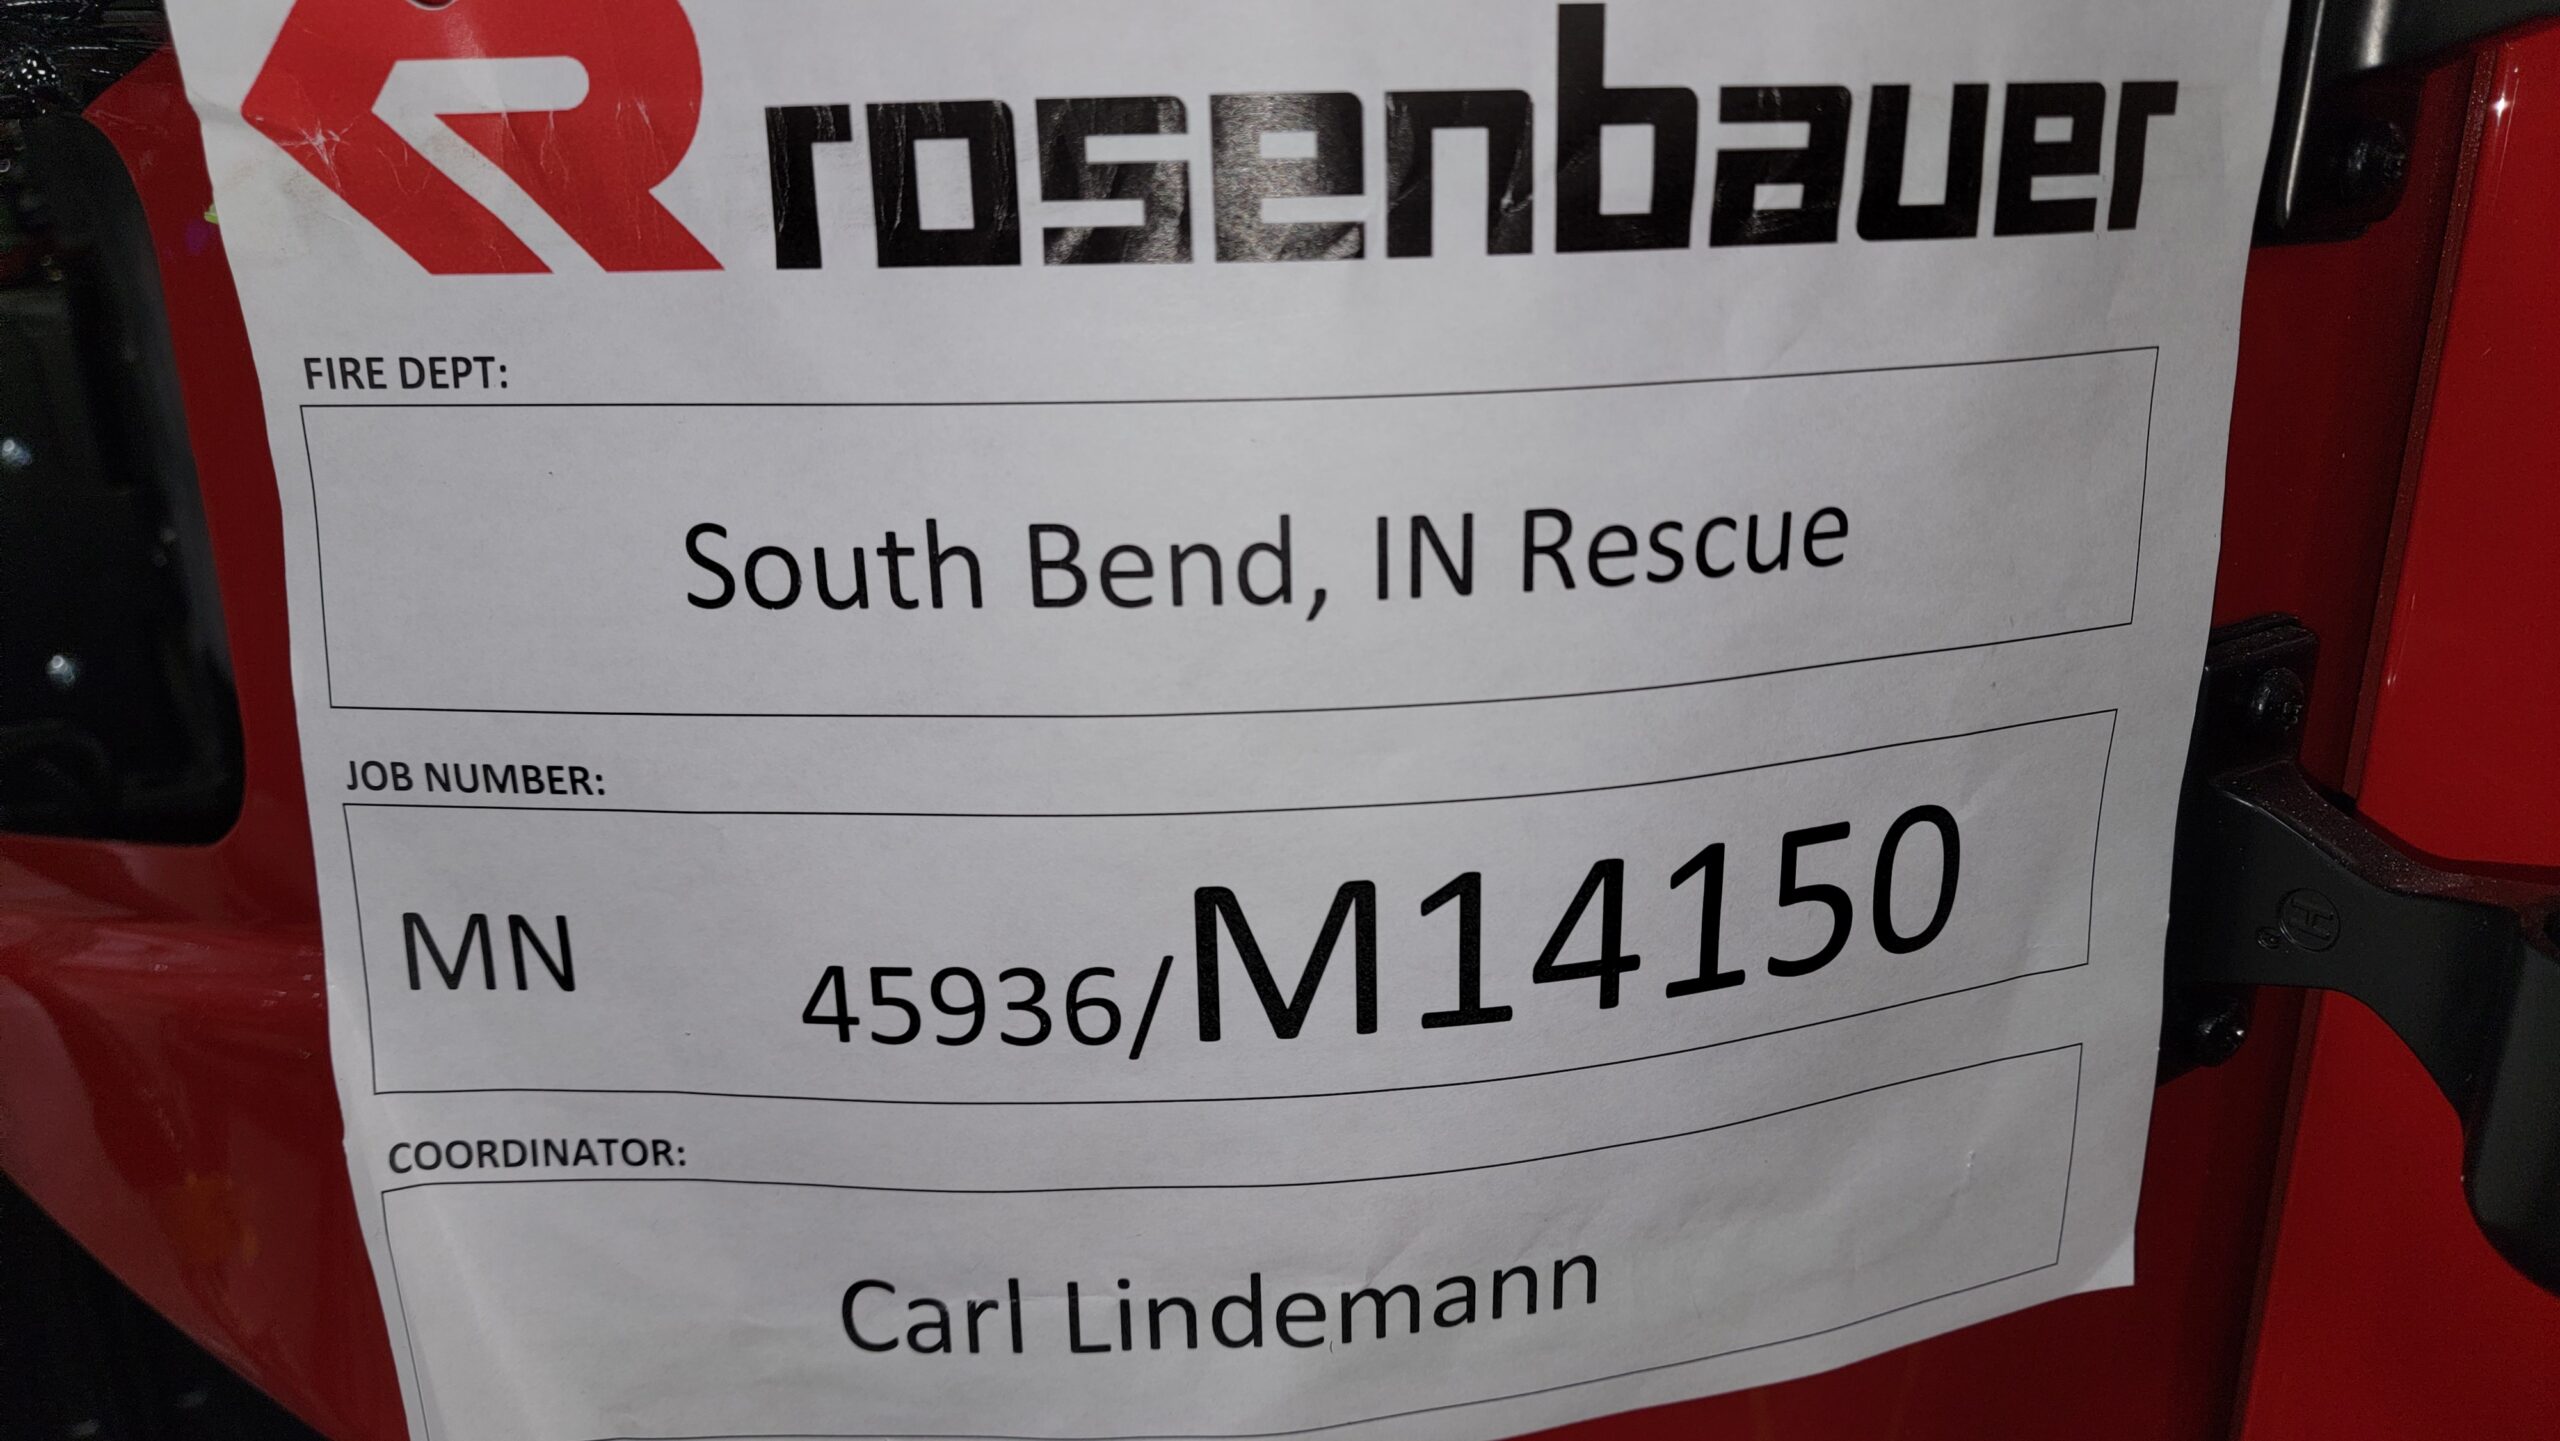 rosenbauer
FIRE DEPT:
South Bend, IN Rescue
JOB NUMBER:
MN 45936/M14150
COORDINATOR:
Carl Lindemann